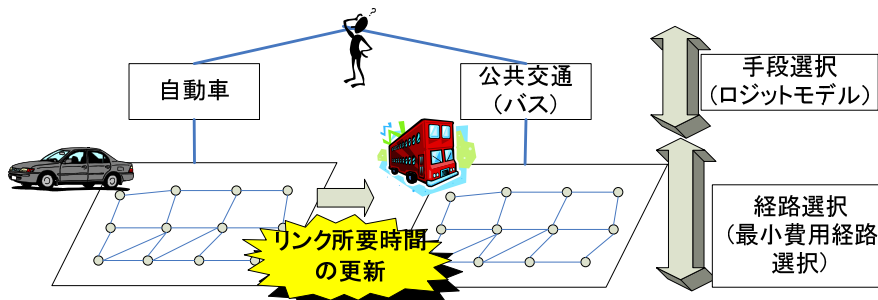 ?
自動車
公共交通
(バス)
手段選択
(ロジットモデル)
リンク所要時間
の更新
経路選択
(最小費用経路
選択)